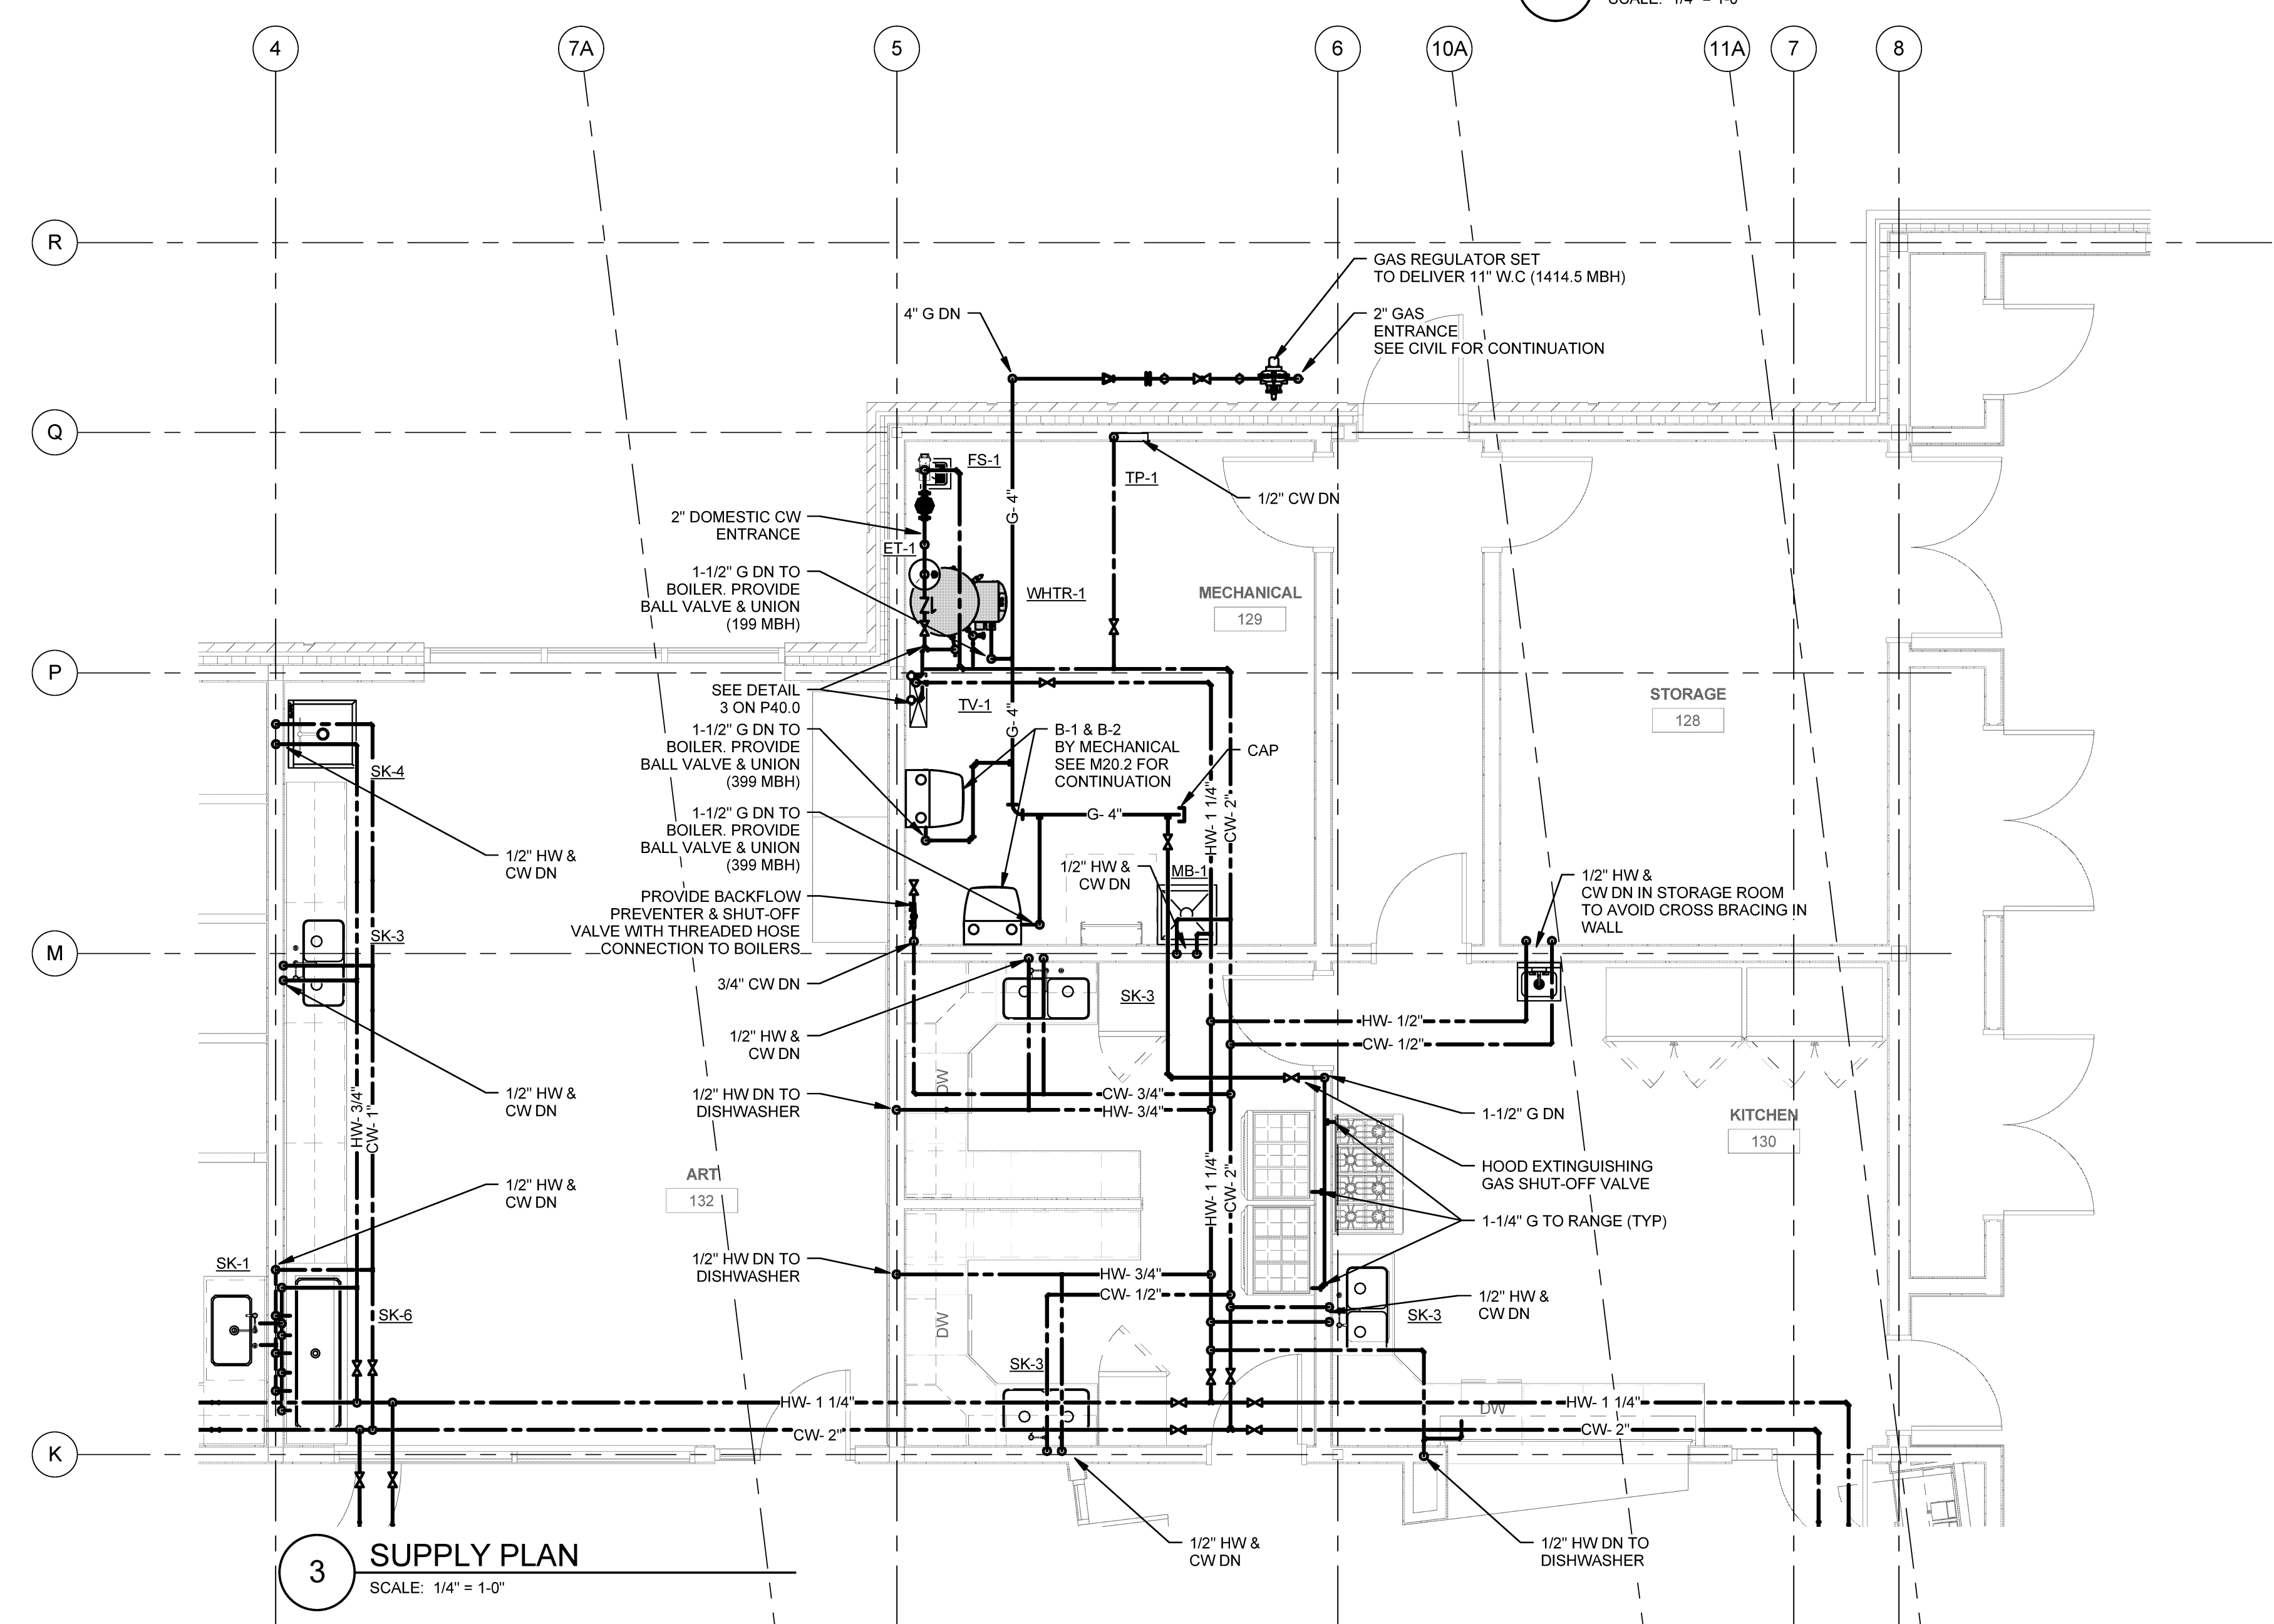 SCALE: 1/4" = 1-0"
4
7A
5
6
10A
11A
7
8
R
Q
P
M
K
GAS REGULATOR SET
TO DELIVER 11" W.C (1414.5 MBH)
4" G DN
2" GAS
ENTRANCE
SEE CIVIL FOR CONTINUATION
FS-1
TP-1
1/2" CW DN
G- 4"
2" DOMESTIC CW
ENTRANCE
ET-1
1-1/2" G DN TO
BOILER. PROVIDE
BALL VALVE & UNION
(199 MBH)
WHTR-1
MECHANICAL
129
SEE DETAIL
3 ON P40.0
TV-1
G- 4"
STORAGE
128
1-1/2" G DN TO
BOILER. PROVIDE
BALL VALVE & UNION
(399 MBH)
B-1 & B-2
BY MECHANICAL
SEE M20.2 FOR
CONTINUATION
CAP
SK-4
1-1/2" G DN TO
BOILER. PROVIDE
BALL VALVE & UNION
(399 MBH)
G- 4"
HW- 1 1/4"
CW- 2"
1/2" HW &
CW DN
1/2" HW &
CW DN
MB-1
1/2" HW &
CW DN IN STORAGE ROOM
TO AVOID CROSS BRACING IN
WALL
PROVIDE BACKFLOW
PREVENTER & SHUT-OFF
VALVE WITH THREADED HOSE
CONNECTION TO BOILERS
SK-3
3/4" CW DN
SK-3
1/2" HW &
CW DN
HW- 1/2"
CW- 1/2"
DW
1/2" HW &
CW DN
1/2" HW DN TO
DISHWASHER
CW- 3/4"
HW- 3/4"
HW- 3/4"
CW- 1"
1-1/2" G DN
KITCHEN
130
HOOD EXTINGUISHING
GAS SHUT-OFF VALVE
ART
132
1/2" HW &
CW DN
HW- 1 1/4"
CW- 2"
1-1/4" G TO RANGE (TYP)
SK-1
1/2" HW DN TO
DISHWASHER
HW- 3/4"
CW- 1/2"
SK-6
DW
1/2" HW &
CW DN
SK-3
SK-3
HW- 1 1/4"
HW- 1 1/4"
DW
CW- 2"
CW- 2"
1/2" HW &
CW DN
1/2" HW DN TO
DISHWASHER
3
SUPPLY PLAN
SCALE: 1/4" = 1-0"